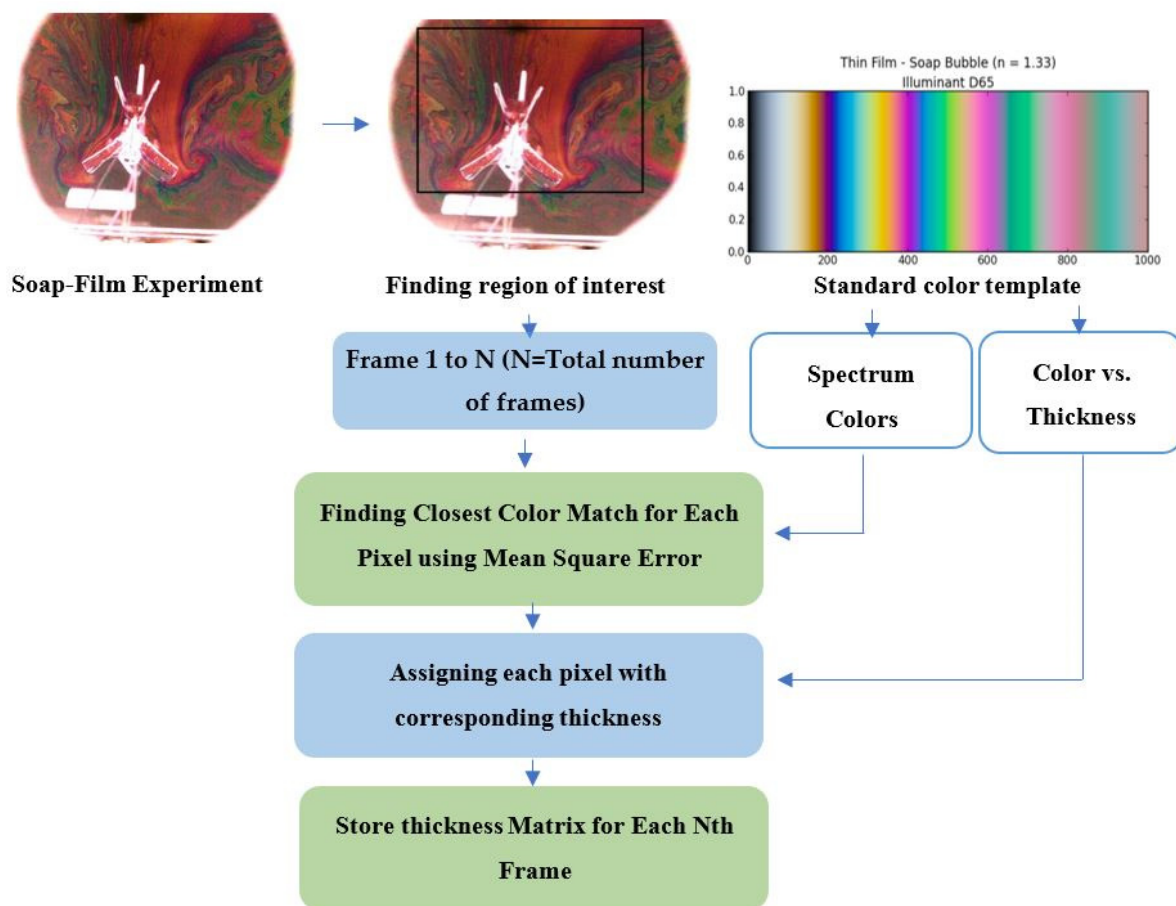 Thin Film - Soap Bubble (n = 1.33)
Illuminant D65
1.0
0.8
0.6
0.4
0.2
0.0
0 200 400 600 800 1000
Soap-Film Experiment
Finding region of interest
Standard color template
Frame 1 to N (N=Total number
of frames)
Spectrum
Colors
Color vs.
Thickness
Finding Closest Color Match for Each
Pixel using Mean Square Error
Assigning each pixel with
corresponding thickness
Store thickness Matrix for Each Nth
Frame